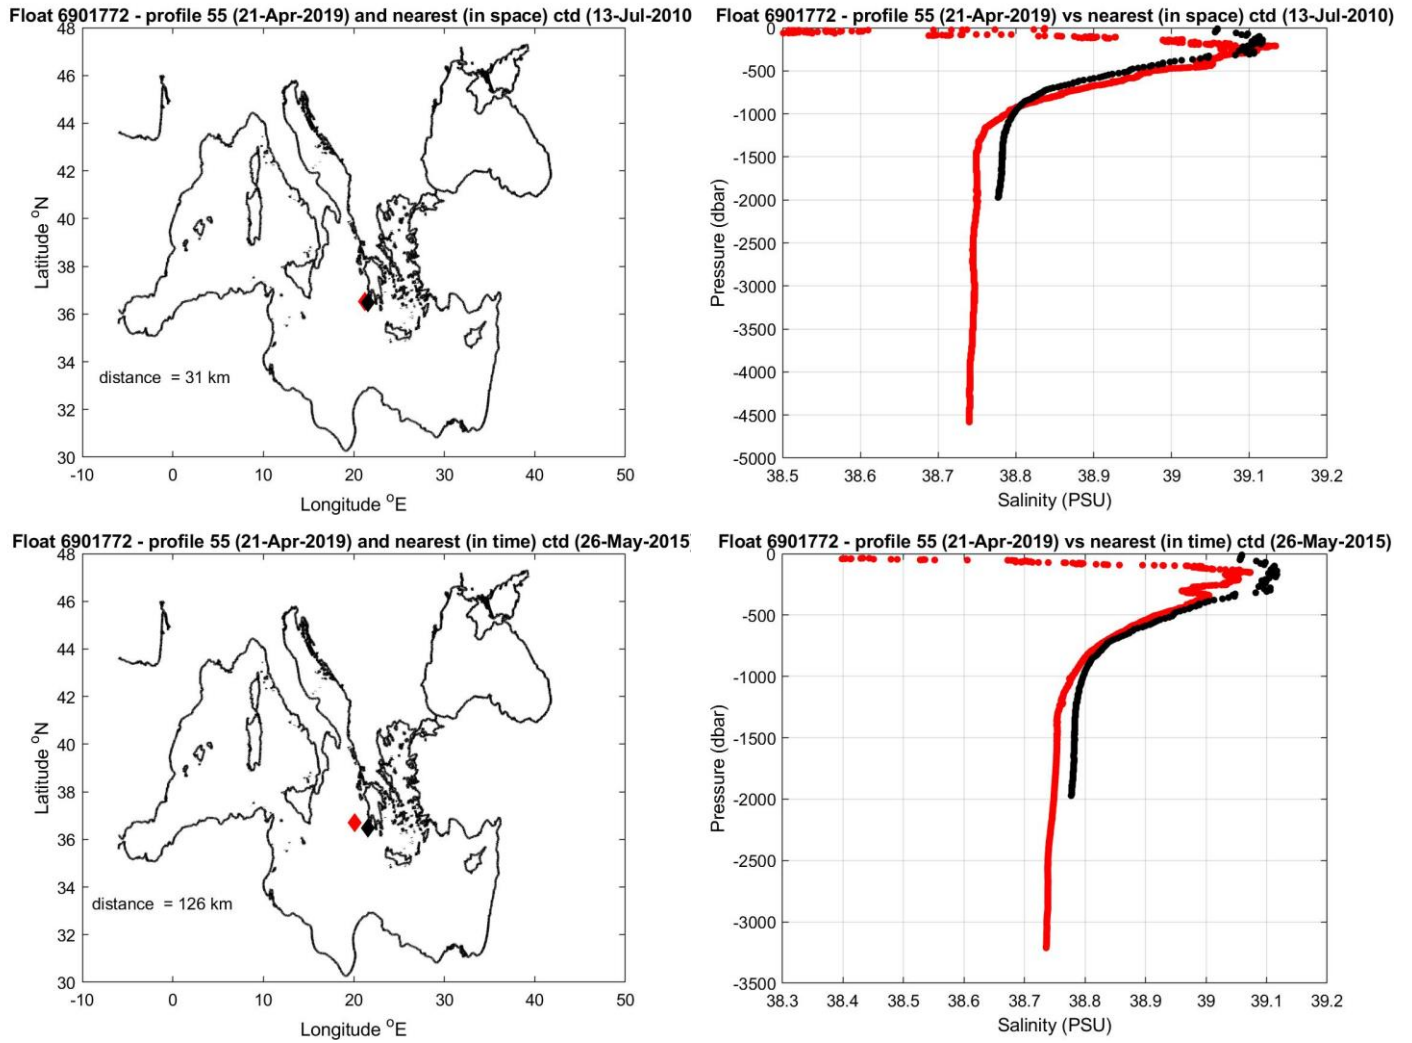 Float 6901772 - profile 55 (21-Apr-2019) and nearest (in space) ctd (13-Jul-2010
48
46
44
42
40
38
36
34
32
30
Latitude °N
distance = 31 km
-10 0 10 20 30 40 50
Longitude °E
Float 6901772 - profile 55 (21-Apr-2019) vs nearest (in space) ctd (13-Jul-2010)
0
-500
-1000
-1500
-2000
-2500
-3000
-3500
-4000
-4500
-5000
Pressure (dbar)
38.5 38.6 38.7 38.8 38.9 39 39.1 39.2
Salinity (PSU)
Float 6901772 - profile 55 (21-Apr-2019) and nearest (in time) ctd (26-May-2015)
48
46
44
42
40
38
36
34
32
30
Latitude °N
distance = 126 km
-10 0 10 20 30 40 50
Longitude °E
Float 6901772 - profile 55 (21-Apr-2019) vs nearest (in time) ctd (26-May-2015)
0
-500
-1000
-1500
-2000
-2500
-3000
-3500
Pressure (dbar)
38.3 38.4 38.5 38.6 38.7 38.8 38.9 39 39.1 39.2
Salinity (PSU)